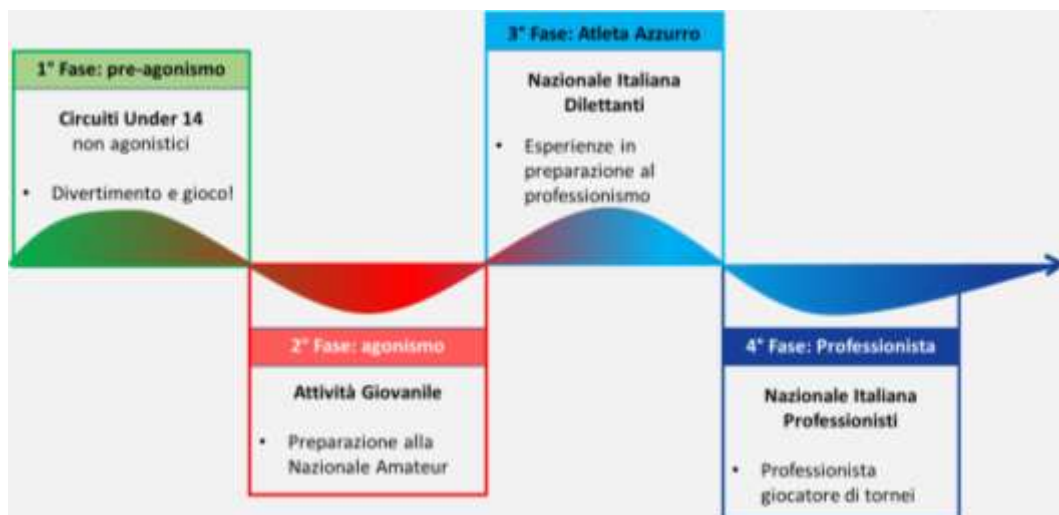 1° Fase: pre-agonismo
Circuiti Under 14
non agonistici
• Divertimento e gioco!
2° Fase: agonismo
Attività Giovanile
• Preparazione alla
Nazionale Amateur
3° Fase: Atleta Azzurro
Nazionale Italiana
Dilettanti
• Esperienze in
preparazione al
professionismo
4° Fase: Professionista
Nazionale Italiana
Professionisti
• Professionista
giocatore di tornei